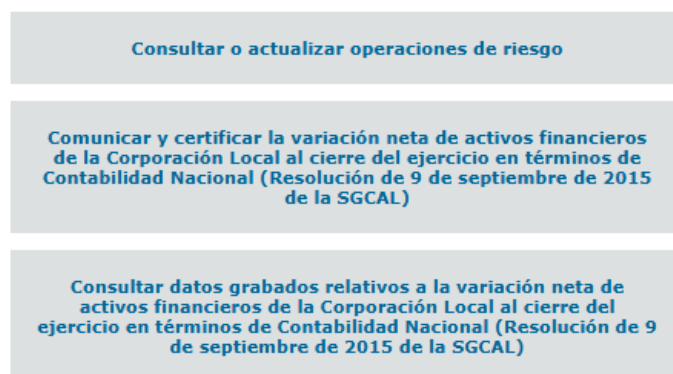 Consultar o actualizar operaciones de riesgo
Comunicar y certificar la variación neta de activos financieros
de la Corporación Local al cierre del ejercicio en términos de
Contabilidad Nacional (Resolución de 9 de septiembre de 2015
de la SGCAL)
Consultar datos grabados relativos a la variación neta de
activos financieros de la Corporación Local al cierre del
ejercicio en términos de Contabilidad Nacional (Resolución de 9
de septiembre de 2015 de la SGCAL)